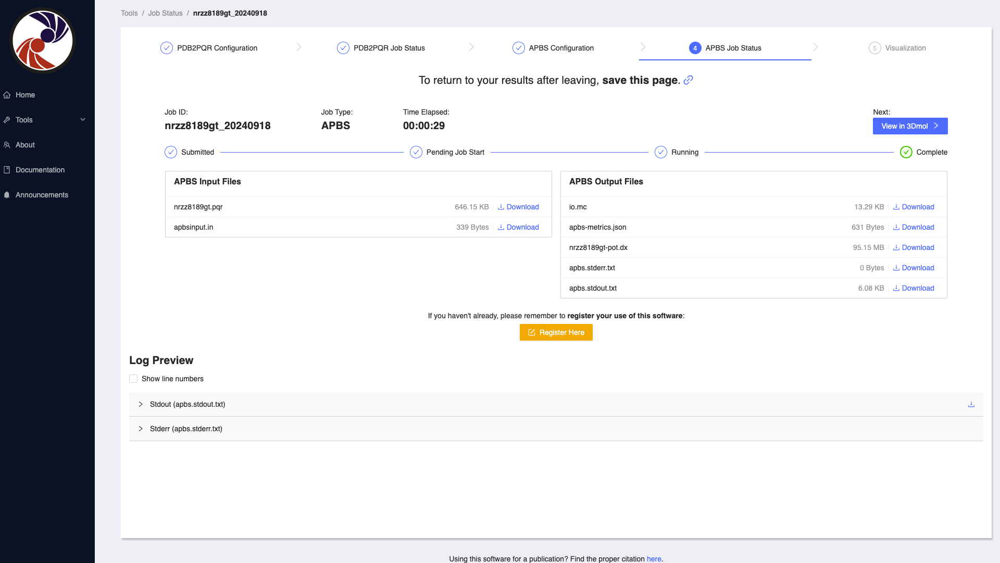 Tools / Job Status / nrzz8189gt_20240918
PDB2PQR Configuration
PDB2PQR Job Status
APBS Configuration
4 APBS Job Status
5 Visualization
To return to your results after leaving, save this page.
Home
Tools
About
Documentation
Announcements
Job ID:
nrzz8189gt_20240918
Job Type:
APBS
Time Elapsed:
00:00:29
Next:
View in 3Dmol
Submitted
Pending Job Start
Running
Complete
APBS Input Files
nrzz8189gt.pqr 646.15 KB Download
apbsinput.in 339 Bytes Download
APBS Output Files
io.mc 13.29 KB Download
apbs-metrics.json 631 Bytes Download
nrzz8189gt-pot.dx 95.15 MB Download
apbs.stderr.txt 0 Bytes Download
apbs.stdout.txt 6.08 KB Download
If you haven't already, please remember to register your use of this software:
Register Here
Log Preview
Show line numbers
Stdout (apbs.stdout.txt)
Stderr (apbs.stderr.txt)
Using this software for a publication? Find the proper citation here.